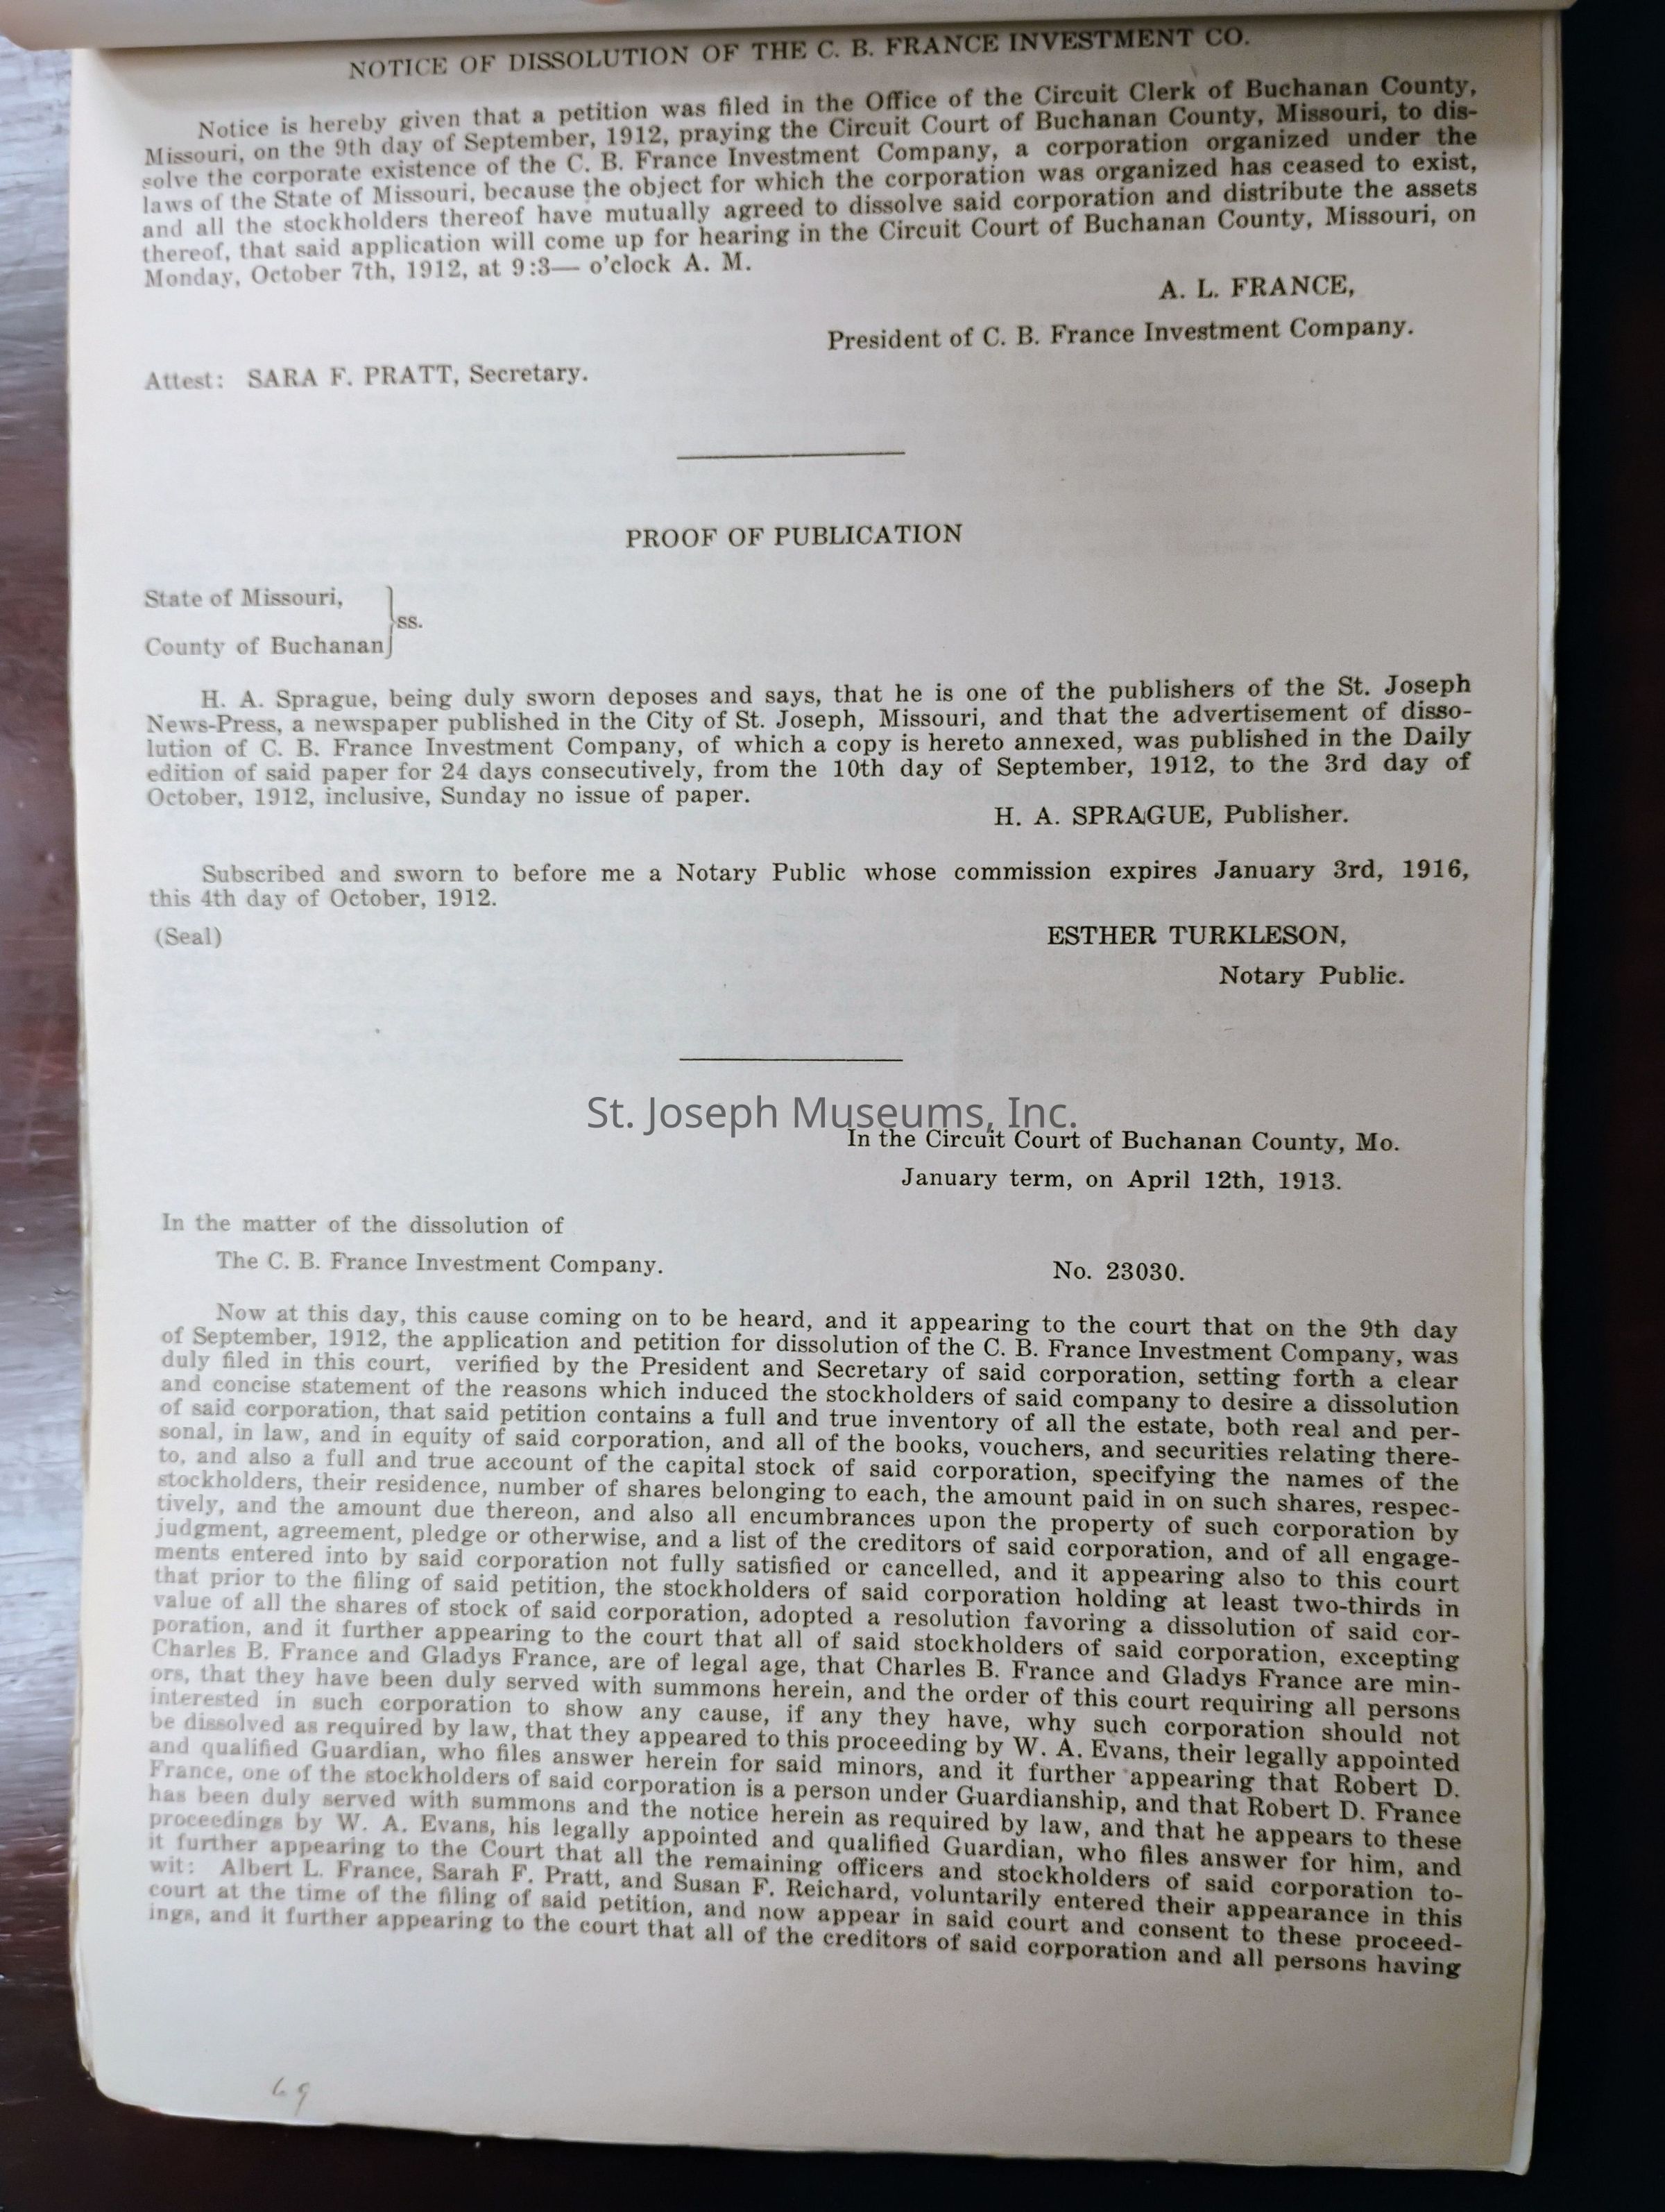 NOTICE OF DISSOLUTION OF THE C. B. FRANCE INVESTMENT CO.
Notice is hereby given that a petition was filed in the Office of the Circuit Clerk of Buchanan County,
Missouri, on the 9th day of September, 1912, praying the Circuit Court of Buchanan County, Missouri, to dis-
solve the corporate existence of the C. B. France Investment Company, a corporation organized under the
laws of the State of Missouri, because the object for which the corporation was organized has ceased to exist,
and all the stockholders thereof have mutually agreed to dissolve said corporation and distribute the assets
thereof, that said application will come up for hearing in the Circuit Court of Buchanan County, Missouri, on
Monday, October 7th, 1912, at 9:3— o'clock A. M.
A. L. FRANCE,
President of C. B. France Investment Company.
Attest: SARA F. PRATT, Secretary.
PROOF OF PUBLICATION
State of Missouri,
ss.
County of Buchanan
H. A. Sprague, being duly sworn deposes and says, that he is one of the publishers of the St. Joseph
News-Press, a newspaper published in the City of St. Joseph, Missouri, and that the advertisement of disso-
lution of C. B. France Investment Company, of which a copy is hereto annexed, was published in the Daily
edition of said paper for 24 days consecutively, from the 10th day of September, 1912, to the 3rd day of
October, 1912, inclusive, Sunday no issue of paper.
H. A. SPRAGUE, Publisher.
Subscribed and sworn to before me a Notary Public whose commission expires January 3rd, 1916,
this 4th day of October, 1912.
(Seal)
ESTHER TURKLESON,
Notary Public.
St. Joseph Museums, Inc.
In the Circuit Court of Buchanan County, Mo.
January term, on April 12th, 1913.
In the matter of the dissolution of
The C. B. France Investment Company.
No. 23030.
Now at this day, this cause coming on to be heard, and it appearing to the court that on the 9th day
of September, 1912, the application and petition for dissolution of the C. B. France Investment Company, was
duly filed in this court, verified by the President and Secretary of said corporation, setting forth a clear
and concise statement of the reasons which induced the stockholders of said company to desire a dissolution
of said corporation, that said petition contains a full and true inventory of all the estate, both real and per-
sonal, in law, and in equity of said corporation, and all of the books, vouchers, and securities relating there-
to, and also a full and true account of the capital stock of said corporation, specifying the names of the
stockholders, their residence, number of shares belonging to each, the amount paid in on such shares, respec-
tively, and the amount due thereon, and also all encumbrances upon the property of such corporation by
judgment, agreement, pledge or otherwise, and a list of the creditors of said corporation, and of all engage-
ments entered into by said corporation not fully satisfied or cancelled, and it appearing also to this court
that prior to the filing of said petition, the stockholders of said corporation holding at least two-thirds in
value of all the shares of stock of said corporation, adopted a resolution favoring a dissolution of said cor-
poration, and it further appearing to the court that all of said stockholders of said corporation, excepting
Charles B. France and Gladys France, are of legal age, that Charles B. France and Gladys France are min-
ors, that they have been duly served with summons herein, and the order of this court requiring all persons
interested in such corporation to show any cause, if any they have, why such corporation should not
be dissolved as required by law, that they appeared to this proceeding by W. A. Evans, their legally appointed
and qualified Guardian, who files answer herein for said minors, and it further appearing that Robert D.
France, one of the stockholders of said corporation is a person under Guardianship, and that Robert D. France
has been duly served with summons and the notice herein as required by law, and that he appears to these
proceedings by W. A. Evans, his legally appointed and qualified Guardian, who files answer for him, and
it further appearing to the Court that all the remaining officers and stockholders of said corporation to-
wit: Albert L. France, Sarah F. Pratt, and Susan F. Reichard, voluntarily entered their appearance in this
court at the time of the filing of said petition, and now appear in said court and consent to these proceed-
ings, and it further appearing to the court that all of the creditors of said corporation and all persons having
69